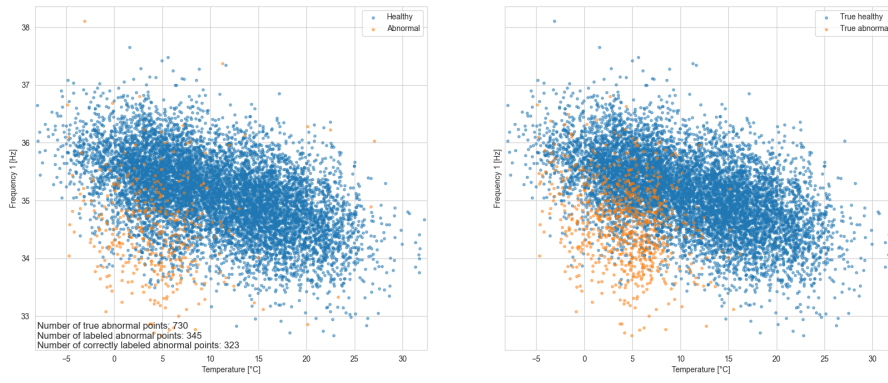 Healthy
Abnormal
Frequency 1 [Hz]
38
37
36
35
34
33
Number of true abnormal points: 730
Number of labeled abnormal points: 345
Number of correctly labeled abnormal points: 323
−5 0 5 10 15 20 25 30
Temperature [°C]
True healthy
True abnormal
Frequency 1 [Hz]
−5 0 5 10 15 20 25 30
Temperature [°C]